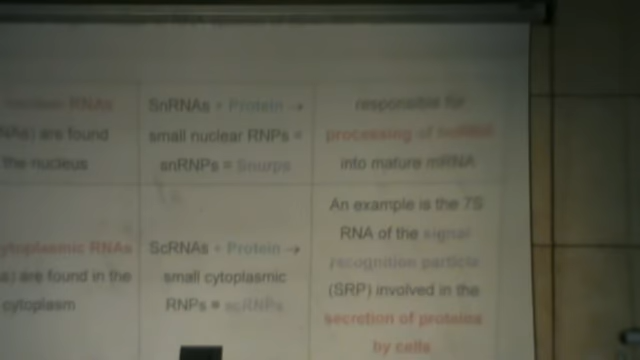 nuclear RNAs
NAs) are found
the nucleus
SnRNAs + Protein →
small nuclear RNPs =
snRNPs = Snurps
responsible for
processing of hnRNA
into mature mRNA
ytoplasmic RNAs
s) are found in the
cytoplasm
ScRNAs + Protein →
small cytoplasmic
RNPs = scRNPs
An example is the 7S
RNA of the signal
recognition particle
(SRP) involved in the
secretion of proteins
by cells